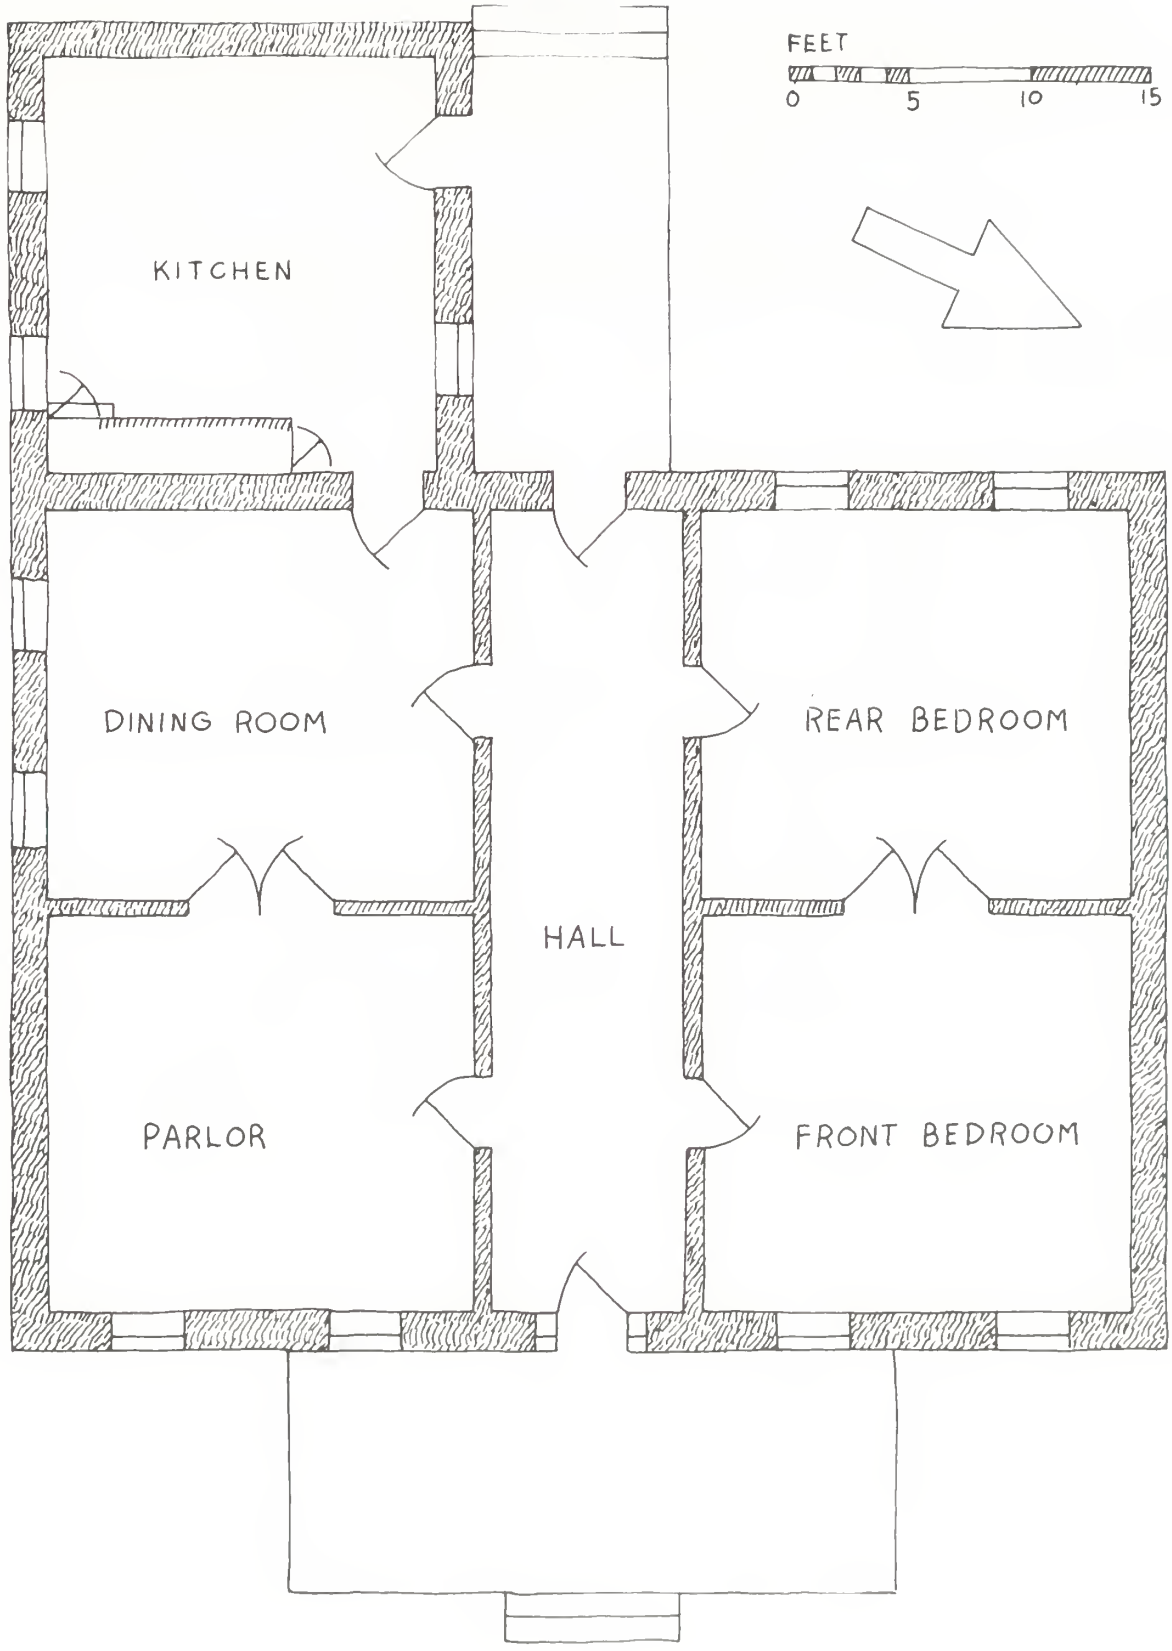 FEET
0 5 10 15
KITCHEN
DINING ROOM
REAR BEDROOM
HALL
PARLOR
FRONT BEDROOM